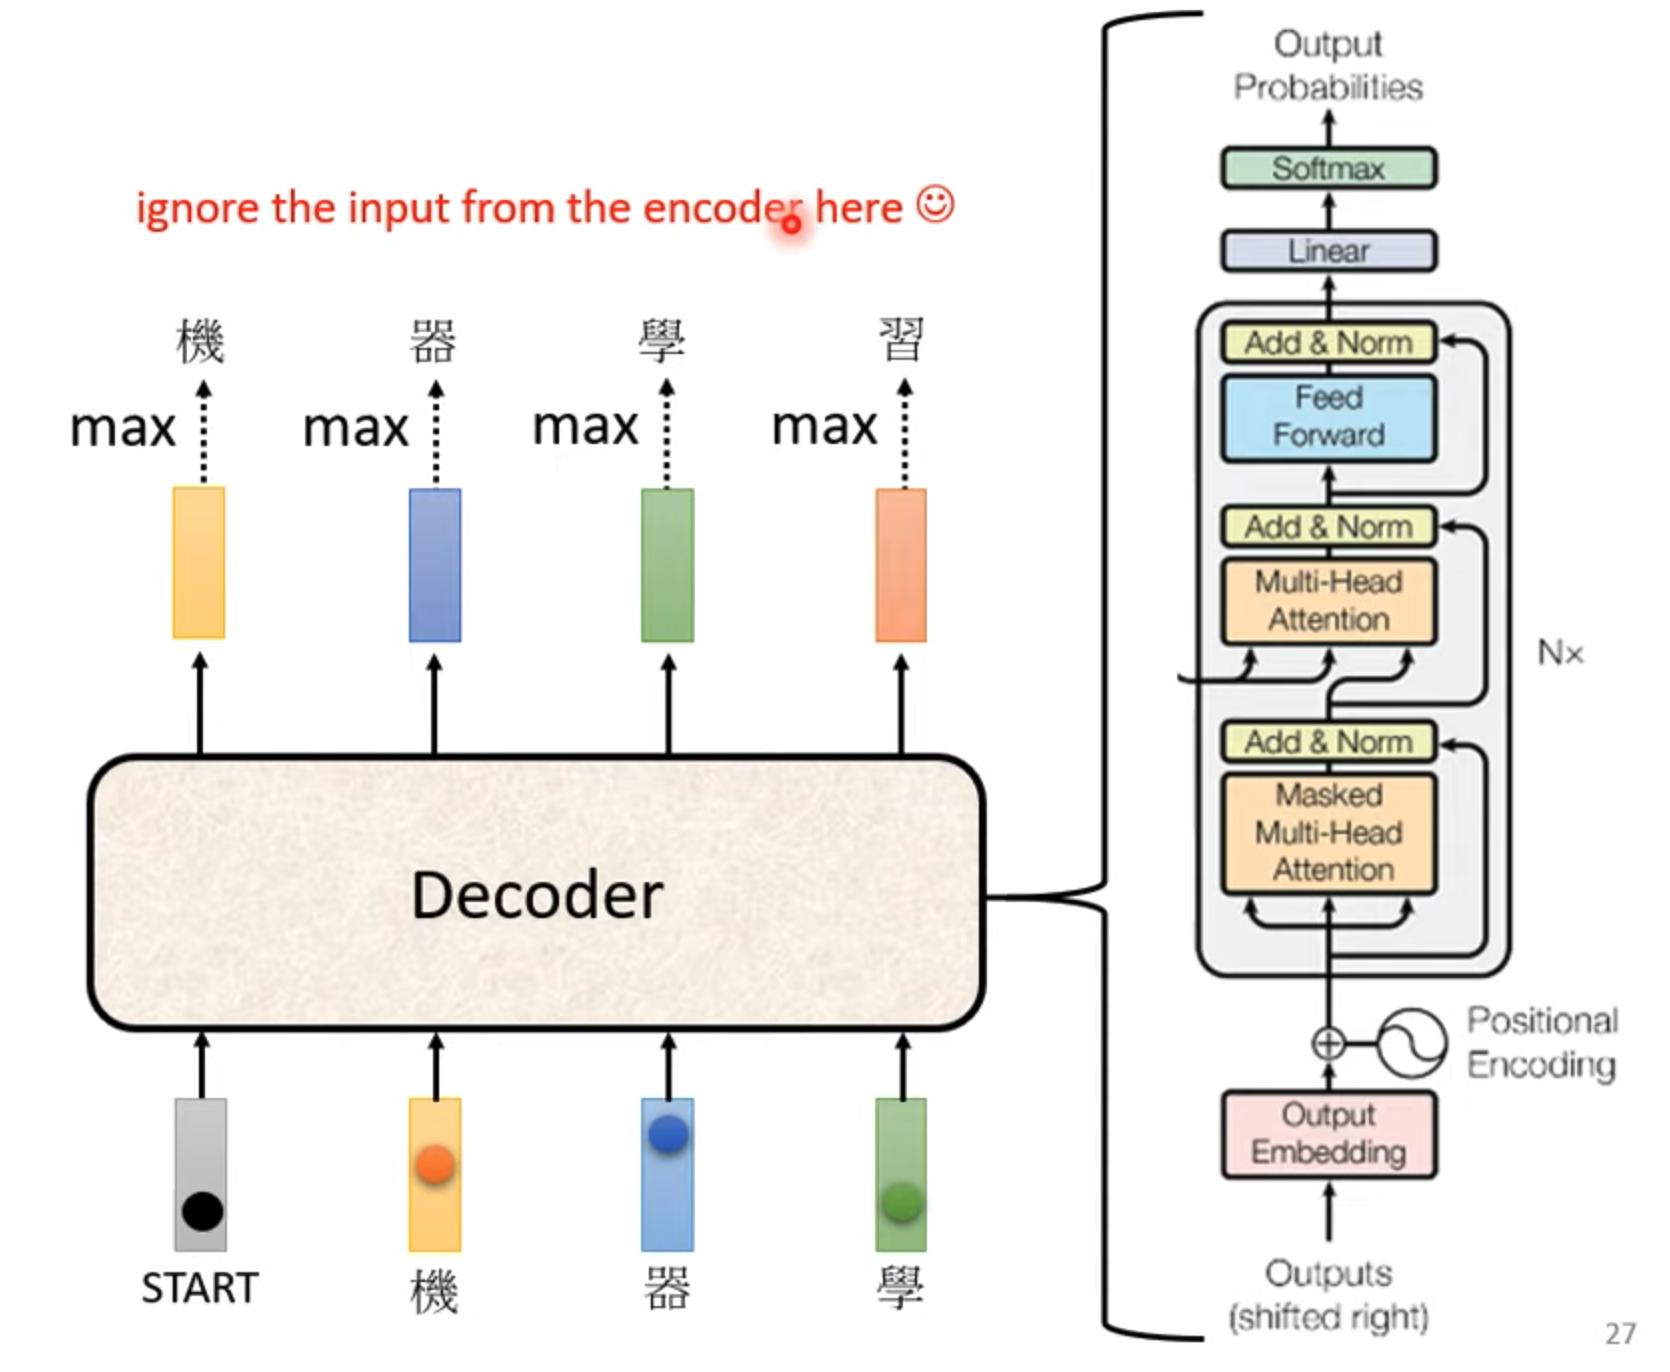 ignore the input from the encoder here ☺
機 器 學 習
max max max max
Decoder
START 機 器 學
Output
Probabilities
Softmax
Linear
Add & Norm
Feed
Forward
Add & Norm
Multi-Head
Attention
N×
Add & Norm
Masked
Multi-Head
Attention
Positional
Encoding
Output
Embedding
Outputs
(shifted right)
27